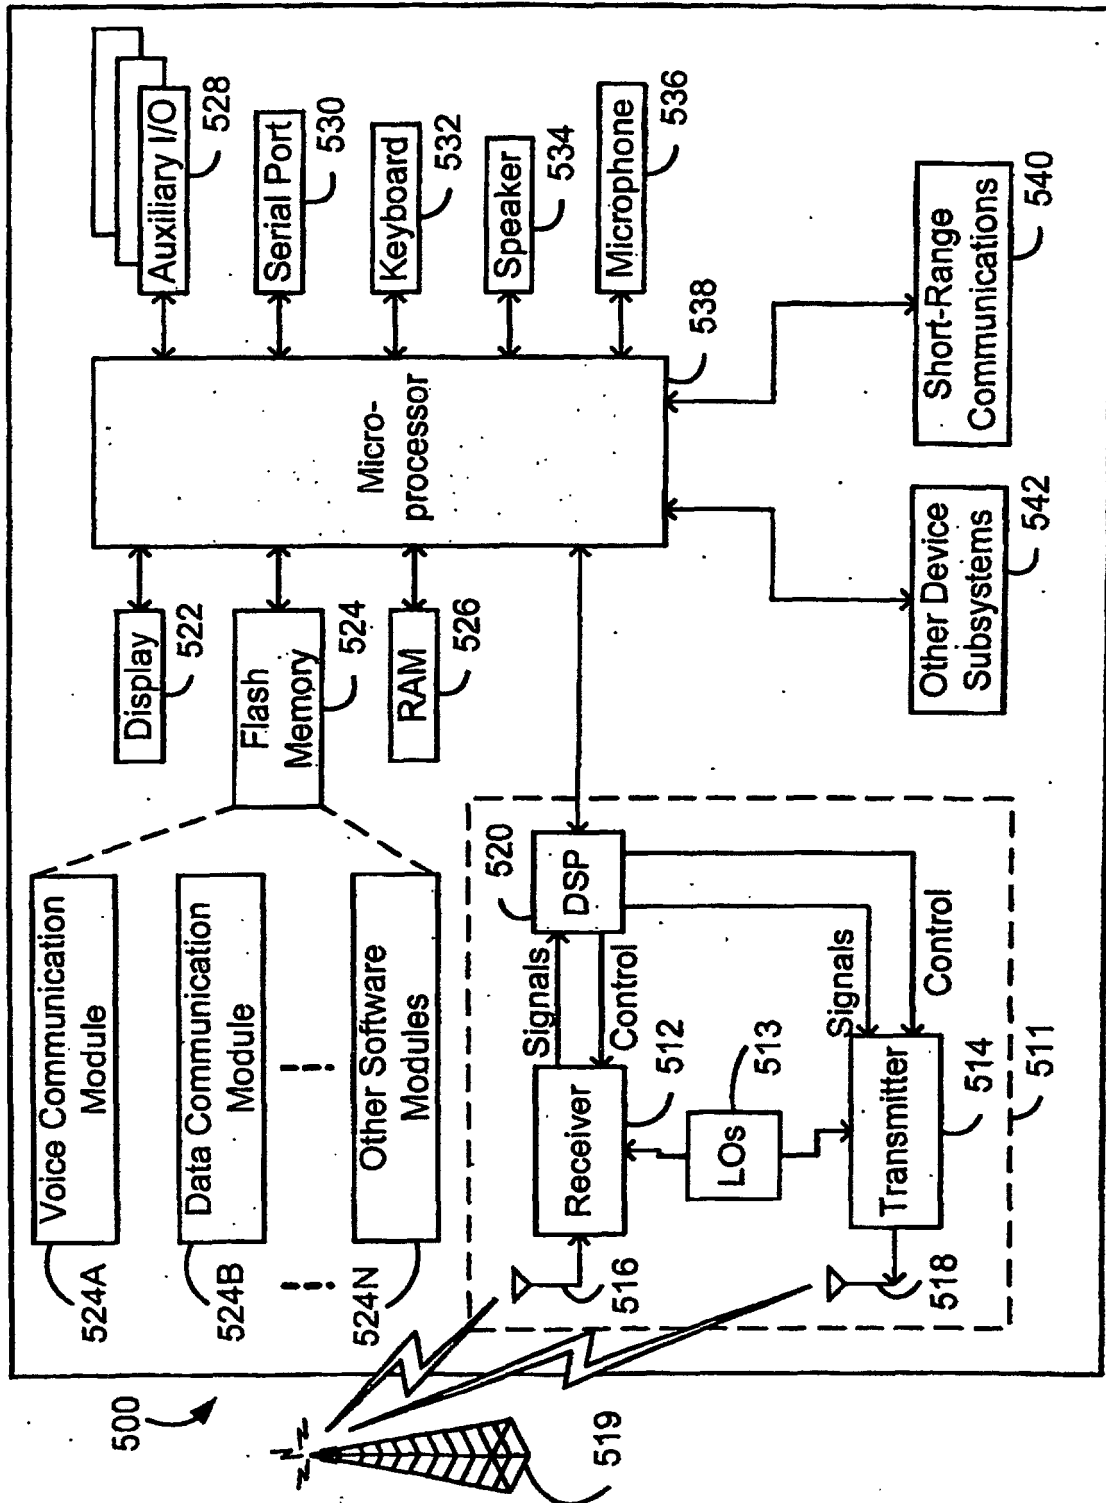 500
519
Voice Communication
Module
524A
Data Communication
Module
524B
Other Software
Modules
524N
Display
522
Flash
Memory
524
RAM
526
Micro-
processor
538
Auxiliary I/O
528
Serial Port
530
Keyboard
532
Speaker
534
Microphone
536
Short-Range
Communications
540
Other Device
Subsystems
542
DSP
520
Signals
Control
Receiver
512
LOs
513
Signals
Control
Transmitter
514
511
516
518